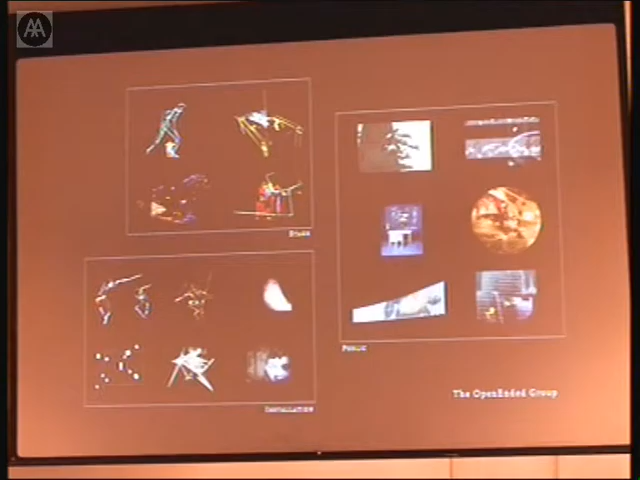 AA
Stage
Public
Installation
The OpenEnded Group